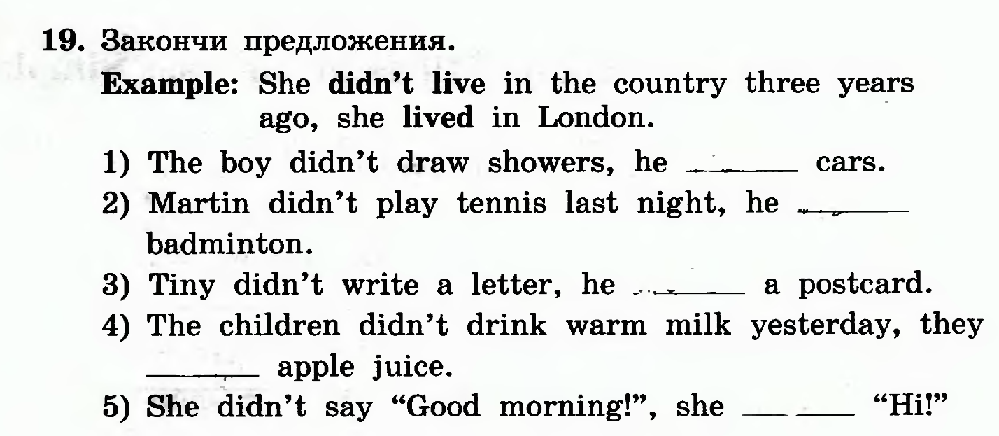 19. Закончи предложения.
Example: She didn’t live in the country three years
ago, she lived in London.
1) The boy didn’t draw showers, he ______ cars.
2) Martin didn’t play tennis last night, he ______
badminton.
3) Tiny didn’t write a letter, he ______ a postcard.
4) The children didn’t drink warm milk yesterday, they
______ apple juice.
5) She didn’t say “Good morning!”, she ______ “Hi!”